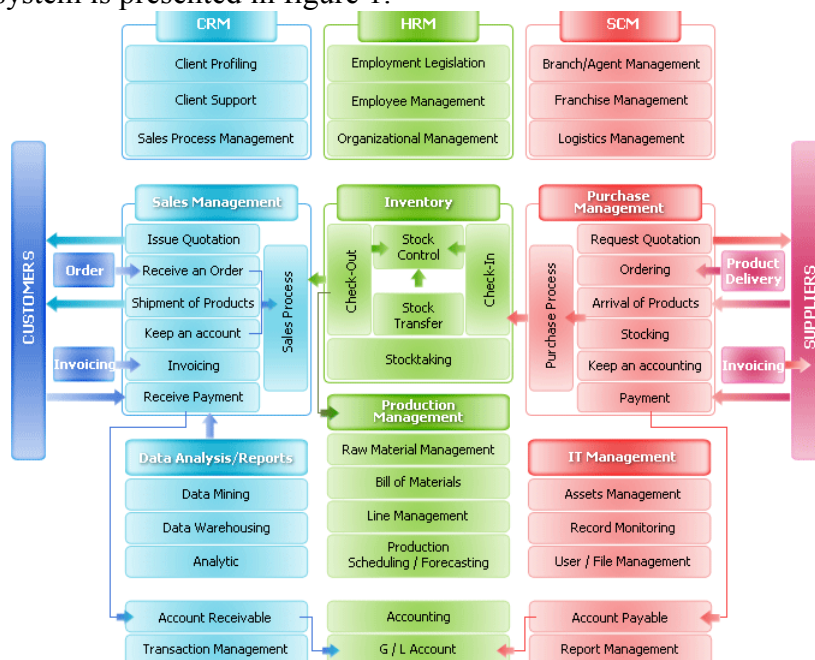 system is presented in figure 1.
CRM
Client Profiling
Client Support
Sales Process Management
HRM
Employment Legislation
Employee Management
Organizational Management
SCM
Branch/Agent Management
Franchise Management
Logistics Management
CUSTOMERS
Order
Invoicing
Sales Management
Issue Quotation
Receive an Order
Shipment of Products
Keep an account
Invoicing
Receive Payment
Sales Process
Inventory
Check-Out
Stock
Control
Stock
Transfer
Check-In
Stocktaking
Purchase
Management
Purchase Process
Request Quotation
Ordering
Arrival of Products
Stocking
Keep an accounting
Payment
Product
Delivery
Invoicing
SUPPLIERS
Data Analysis/Reports
Data Mining
Data Warehousing
Analytic
Production
Management
Raw Material Management
Bill of Materials
Line Management
Production
Scheduling / Forecasting
IT Management
Assets Management
Record Monitoring
User / File Management
Account Receivable
Transaction Management
Accounting
G / L Account
Account Payable
Report Management